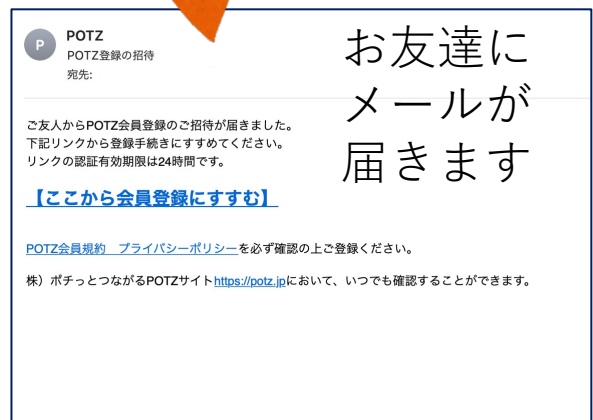 P
POTZ
POTZ登録の招待
宛先:
お友達に
メールが
届きます
ご友人からPOTZ会員登録のご招待が届きました。
下記リンクから登録手続きにすすめてください。
リンクの認証有効期限は24時間です。
【ここから会員登録にすすむ】
POTZ会員規約　プライバシーポリシーを必ず確認の上ご登録ください。
株）ポチっとつながるPOTZサイトhttps://potz.jpにおいて、いつでも確認することができます。